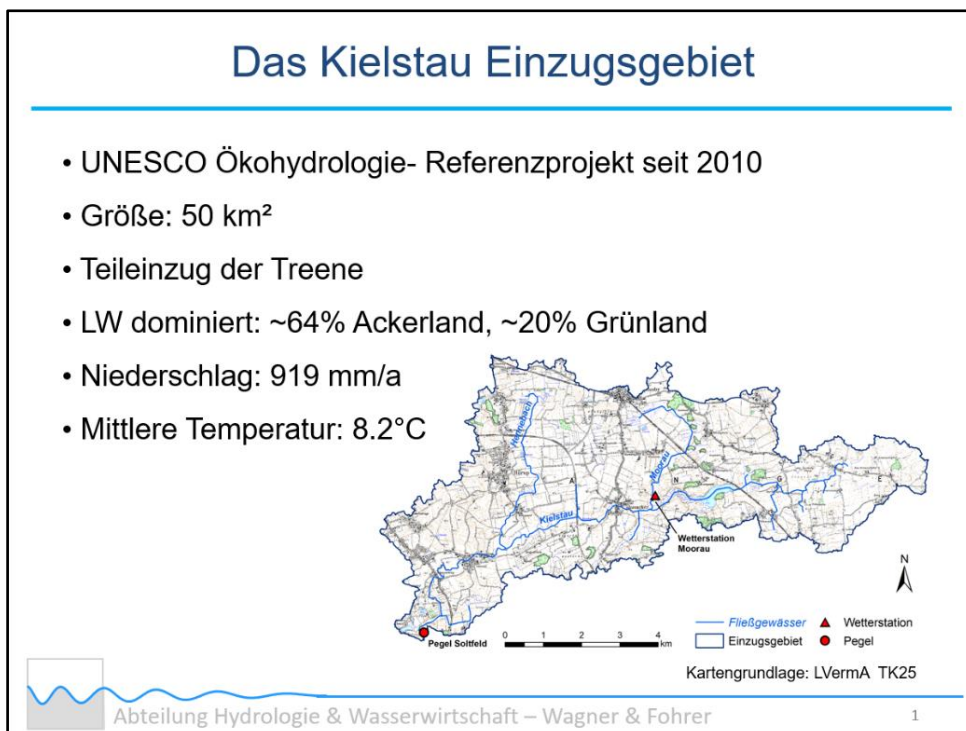 Das Kielstau Einzugsgebiet
• UNESCO Ökohydrologie- Referenzprojekt seit 2010
• Größe: 50 km²
• Teileinzug der Treene
• LW dominiert: ~64% Ackerland, ~20% Grünland
• Niederschlag: 919 mm/a
• Mittlere Temperatur: 8.2°C
Hennebach
Moorau
A
N
G
E
Kielstau
Wetterstation
Moorau
N
Pegel Soltfeld
0 1 2 3 4
km
Fließgewässer
Wetterstation
Einzugsgebiet
Pegel
Kartengrundlage: LVermA TK25
Abteilung Hydrologie & Wasserwirtschaft – Wagner & Fohrer
1